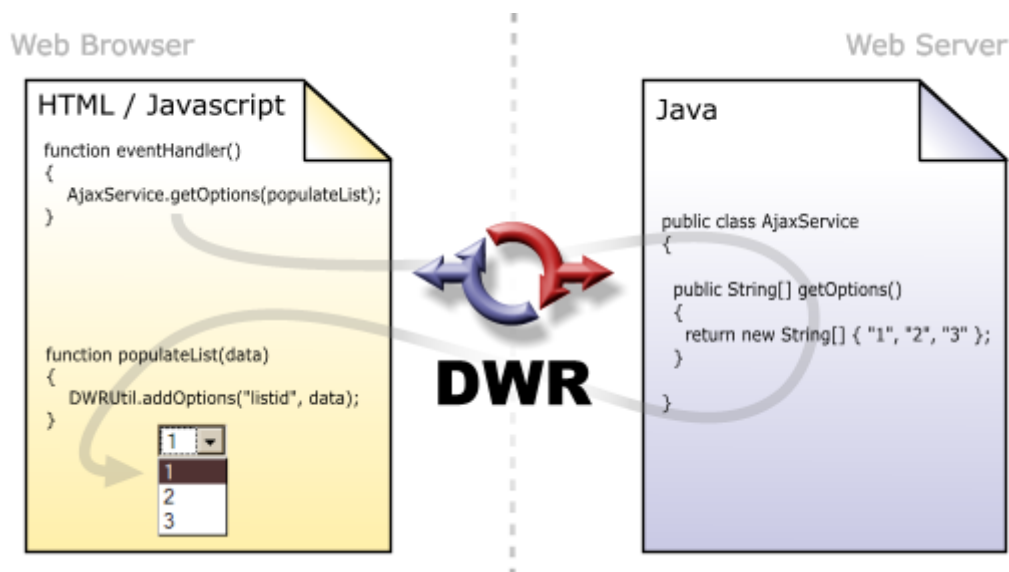 Web Browser
Web Server
HTML / Javascript
function eventHandler()
{
AjaxService.getOptions(populateList);
}
function populateList(data)
{
DWRUtil.addOptions("listid", data);
}
1
1
2
3
DWR
Java
public class AjaxService
{
public String[] getOptions()
{
return new String[] { "1", "2", "3" };
}
}